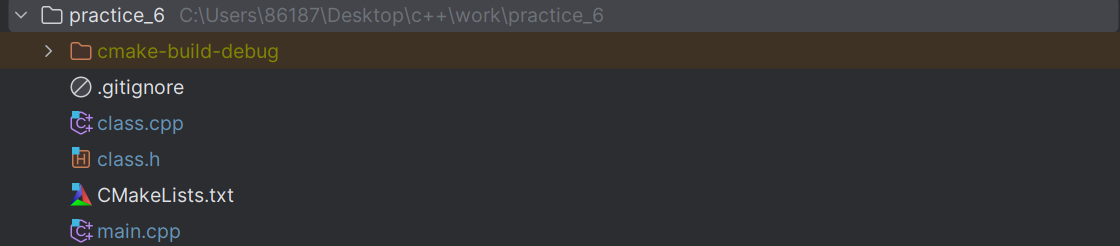 practice_6 C:\Users\86187\Desktop\c++\work\practice_6
cmake-build-debug
.gitignore
class.cpp
class.h
CMakeLists.txt
main.cpp